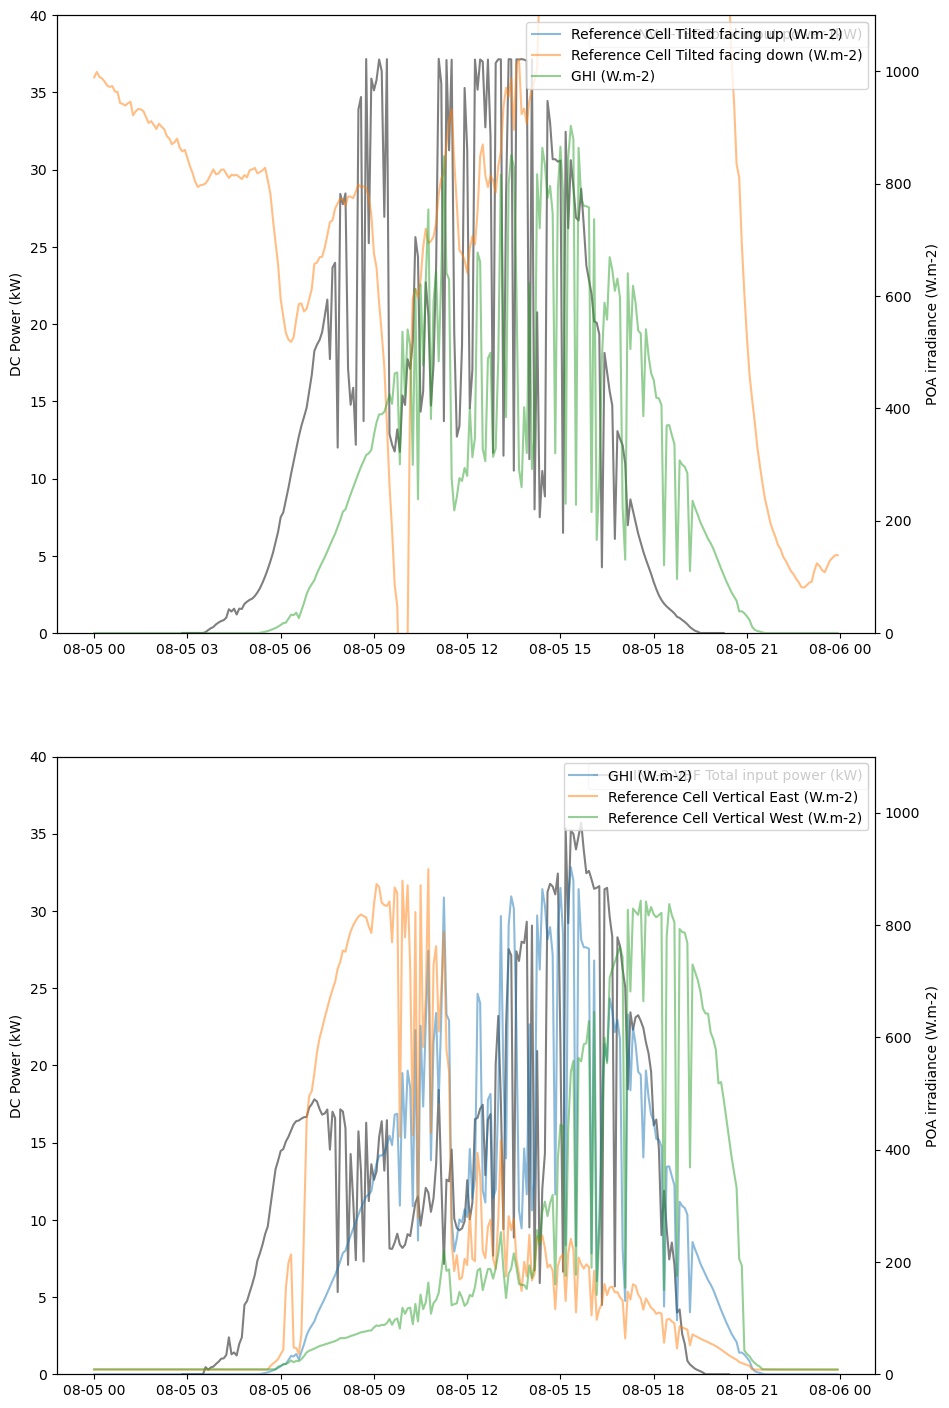 40
35
30
25
20
15
10
5
0
DC Power (kW)
Reference Cell Tilted facing up (W.m-2)
Reference Cell Tilted facing down (W.m-2)
GHI (W.m-2)
1000
800
600
400
200
0
POA irradiance (W.m-2)
08-05 00 08-05 03 08-05 06 08-05 09 08-05 12 08-05 15 08-05 18 08-05 21 08-06 00
40
35
30
25
20
15
10
5
0
DC Power (kW)
GHI (W.m-2) Total input power (kW)
Reference Cell Vertical East (W.m-2)
Reference Cell Vertical West (W.m-2)
1000
800
600
400
200
0
POA irradiance (W.m-2)
08-05 00 08-05 03 08-05 06 08-05 09 08-05 12 08-05 15 08-05 18 08-05 21 08-06 00